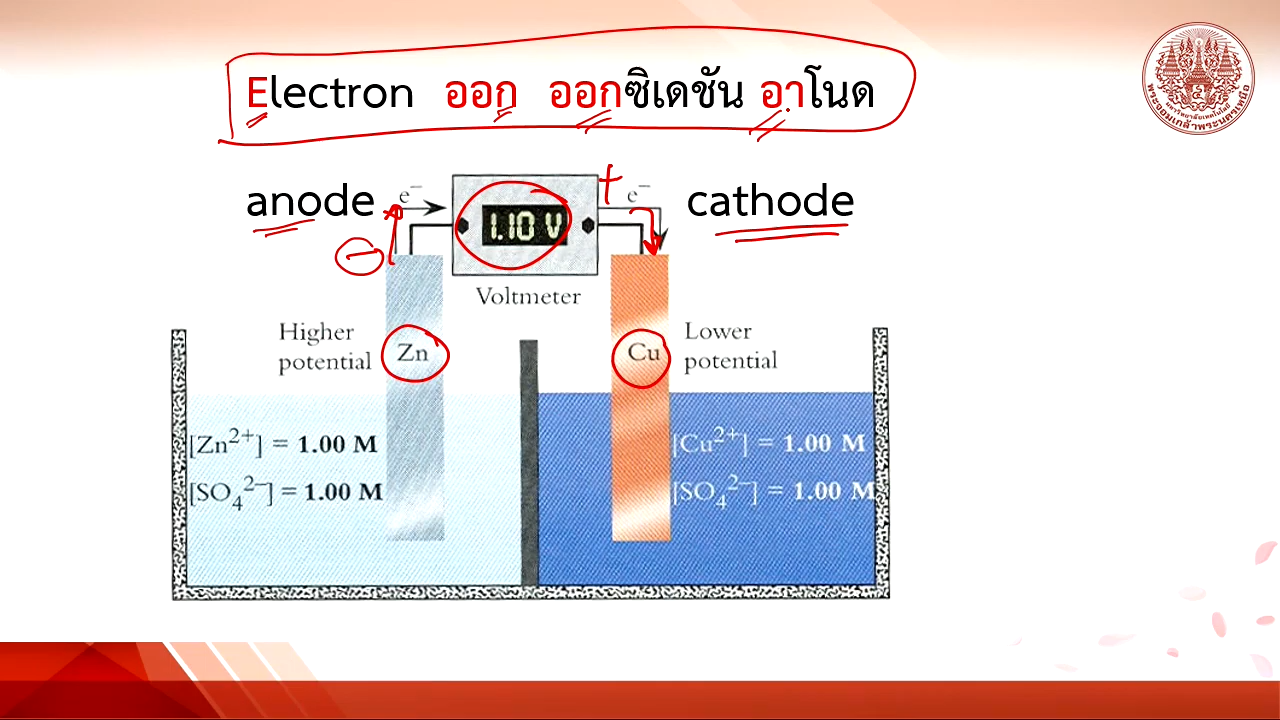 Electron ออก ออกซิเดชัน อาโนด
anode
e⁻
+
e⁻
cathode
1.10 V
−
Voltmeter
Higher
potential
Zn
Cu
Lower
potential
[Zn²⁺] = 1.00 M
[SO₄²⁻] = 1.00 M
[Cu²⁺] = 1.00 M
[SO₄²⁻] = 1.00 M